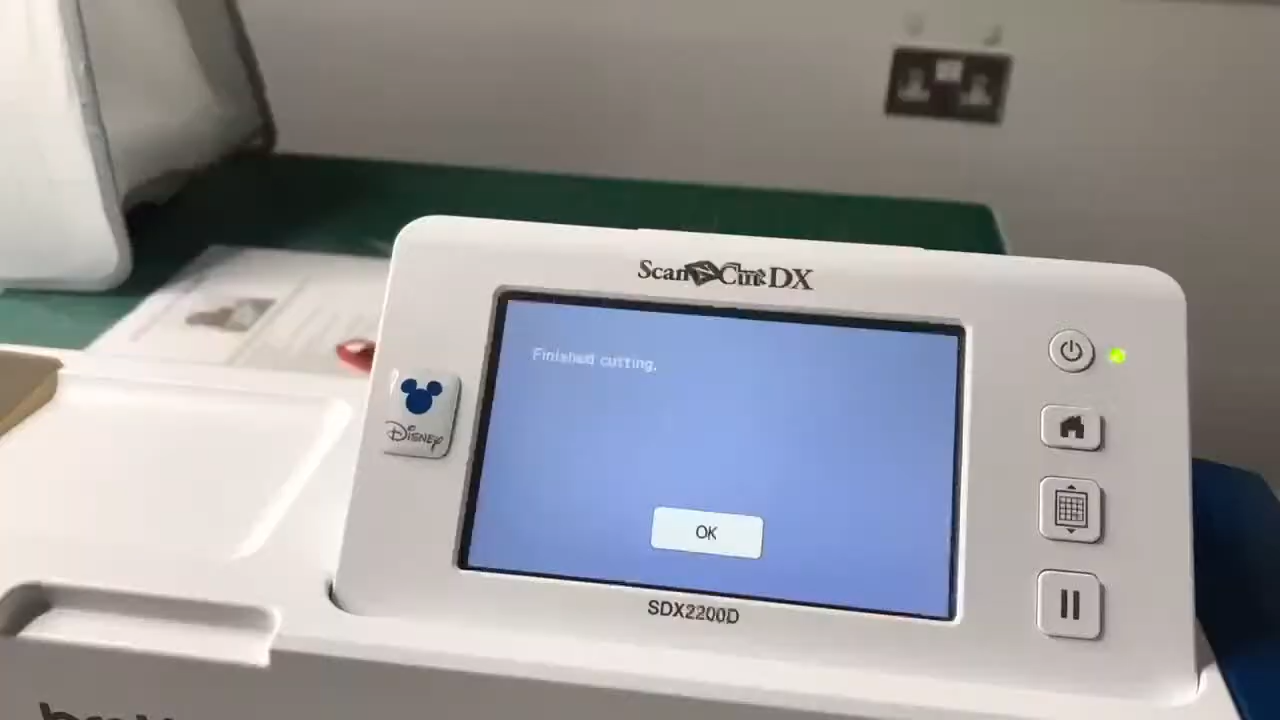 ScanNCut DX
Finished cutting.
Disney
OK
SDX2200D